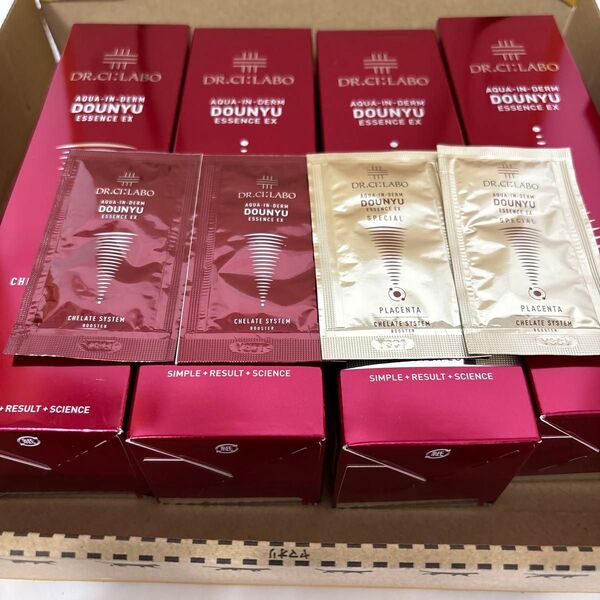 DR.CI:LABO
AQUA-IN-DERM
DOUNYU
ESSENCE EX
DR.CI:LABO
AQUA-IN-DERM
DOUNYU
ESSENCE EX
DR.CI:LABO
AQUA-IN-DERM
DOUNYU
ESSENCE EX
DR.CI:LABO
AQUA-IN-DERM
DOUNYU
ESSENCE EX
DR.CI:LABO
AQUA-IN-DERM
DOUNYU
ESSENCE EX
CHELATE SYSTEM
BOOSTER
DR.CI:LABO
AQUA-IN-DERM
DOUNYU
ESSENCE EX
CHELATE SYSTEM
BOOSTER
DR.CI:LABO
AQUA-IN-DERM
DOUNYU
ESSENCE EX
SPECIAL
PLACENTA
CHELATE SYSTEM
BOOSTER
DR.CI:LABO
AQUA-IN-DERM
DOUNYU
ESSENCE EX
SPECIAL
PLACENTA
CHELATE SYSTEM
BOOSTER
+ RESULT + SCIENCE
SIMPLE + RESULT + SCIENCE
SIMPLE + RESULT + SCIENCE
ヤマオリ